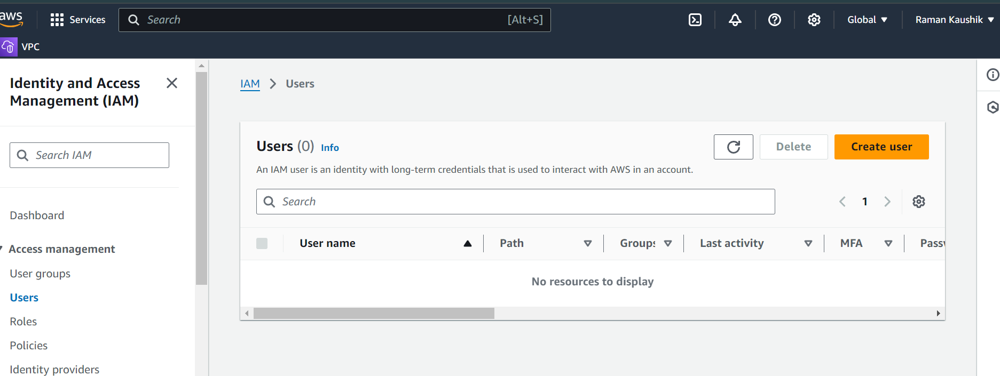 aws
Services
Search
[Alt+S]
Global
Raman Kaushik
VPC
Identity and Access
Management (IAM)
Search IAM
Dashboard
Access management
User groups
Users
Roles
Policies
Identity providers
IAM
Users
Users (0) Info
Delete
Create user
An IAM user is an identity with long-term credentials that is used to interact with AWS in an account.
Search
1
User name
Path
Groups
Last activity
MFA
Passw
No resources to display